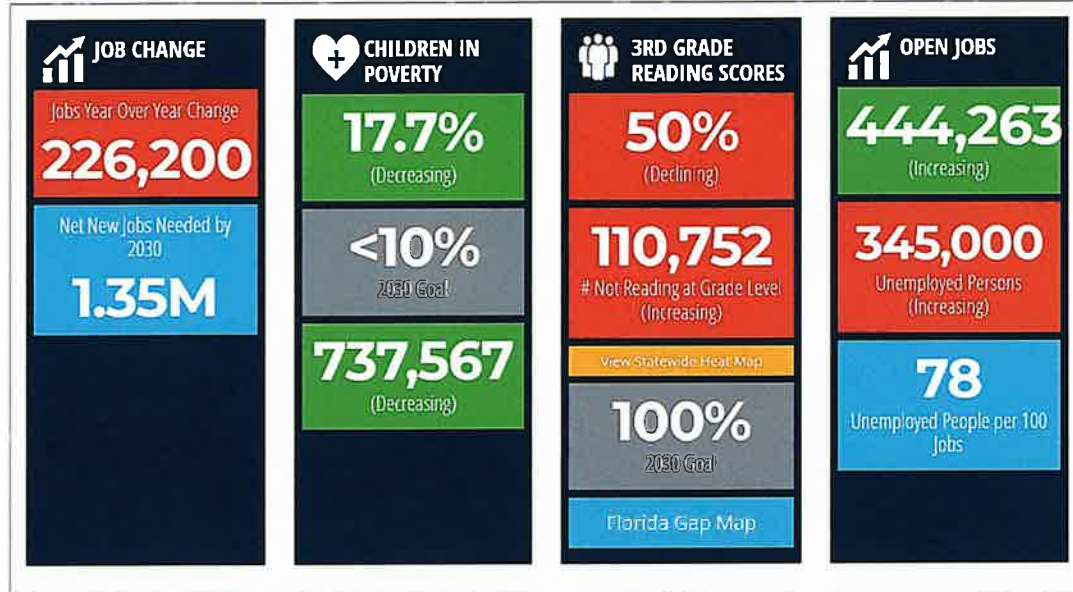 JOB CHANGE
Jobs Year Over Year Change
226,200
Net New Jobs Needed by
2030
1.35M
CHILDREN IN
POVERTY
17.7%
(Decreasing)
<10%
2030 Goal
737,567
(Decreasing)
3RD GRADE
READING SCORES
50%
(Declining)
110,752
# Not Reading at Grade Level
(Increasing)
View Statewide Heat Map
100%
2030 Goal
Florida Gap Map
OPEN JOBS
444,263
(Increasing)
345,000
Unemployed Persons
(Increasing)
78
Unemployed People per 100
Jobs